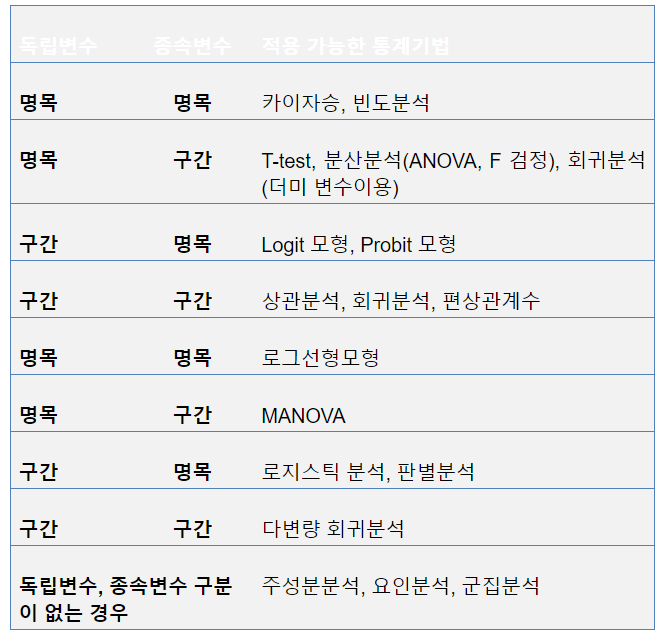 독립변수 종속변수 적용 가능한 통계기법
명목 명목 카이자승, 빈도분석
명목 구간 T-test, 분산분석(ANOVA, F 검정), 회귀분석
(더미 변수이용)
구간 명목 Logit 모형, Probit 모형
구간 구간 상관분석, 회귀분석, 편상관계수
명목 명목 로그선형모형
명목 구간 MANOVA
구간 명목 로지스틱 분석, 판별분석
구간 구간 다변량 회귀분석
독립변수, 종속변수 구분 주성분분석, 요인분석, 군집분석
이 없는 경우